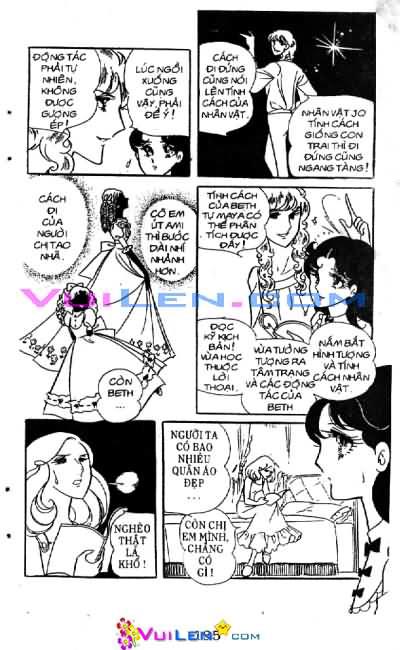 ĐỘNG TÁC
PHẢI TỰ
NHIÊN,
KHÔNG
ĐƯỢC
GƯỢNG
ÉP!
LÚC NGỒI
XUỐNG
CŨNG
VẬY, PHẢI
ĐỂ Ý!
CÁCH
ĐI ĐỨNG
CŨNG NÓI
LÊN TÍNH
CÁCH CỦA
NHÂN VẬT.
NHÂN VẬT JO
TÍNH CÁCH
GIỐNG CON
TRAI THÌ ĐI
ĐỨNG CŨNG
NGANG TÀNG!
CÁCH
ĐI
CỦA
NGƯỜI
CHỊ TAO
NHÃ.
CÔ EM
ÚT AMI
THÌ BƯỚC
DÀI NHÍ
NHẢNH
HƠN.
CÒN
BETH
...
TÍNH CÁCH
CỦA BETH
TỰ MAYA CÓ
THỂ PHÂN
TÍCH ĐƯỢC
ĐẤY!
ĐỌC
KỸ KỊCH
BẢN! VỪA HỌC
THUỘC
LỜI
THOẠI.
VỪA TƯỞNG
TƯỢNG RA
TÂM TRẠNG
VÀ CÁC ĐỘNG
TÁC CỦA
BETH
NẮM BẮT
HÌNH TƯỢNG
VÀ TÍNH
CÁCH NHÂN
VẬT.
VUILEN.COM
NGHÈO
THẬT
LÀ
KHỔ!
NGƯỜI TA
CÓ BAO
NHIÊU
QUẦN ÁO
ĐẸP
...
CÒN CHỊ
EM MÌNH,
CHẲNG
CÓ
GÌ!
195
VUILEN.COM